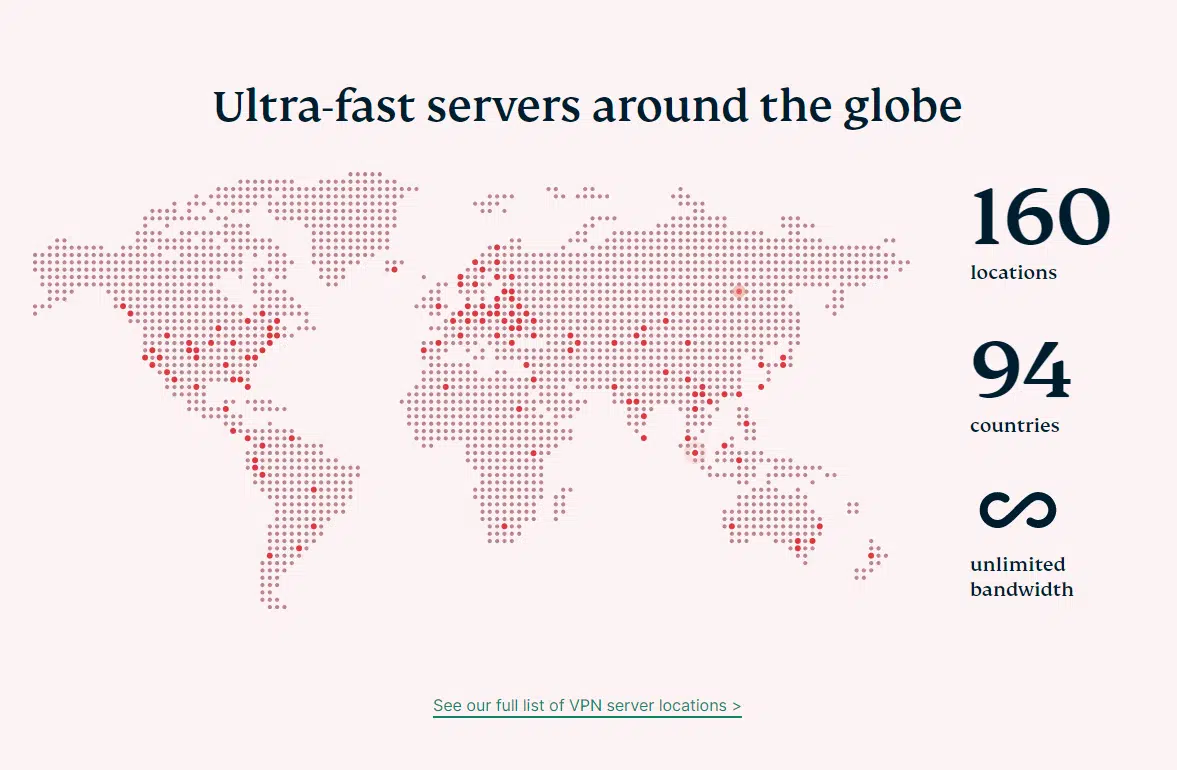 Ultra-fast servers around the globe
160
locations
94
countries
∞
unlimited
bandwidth
See our full list of VPN server locations >